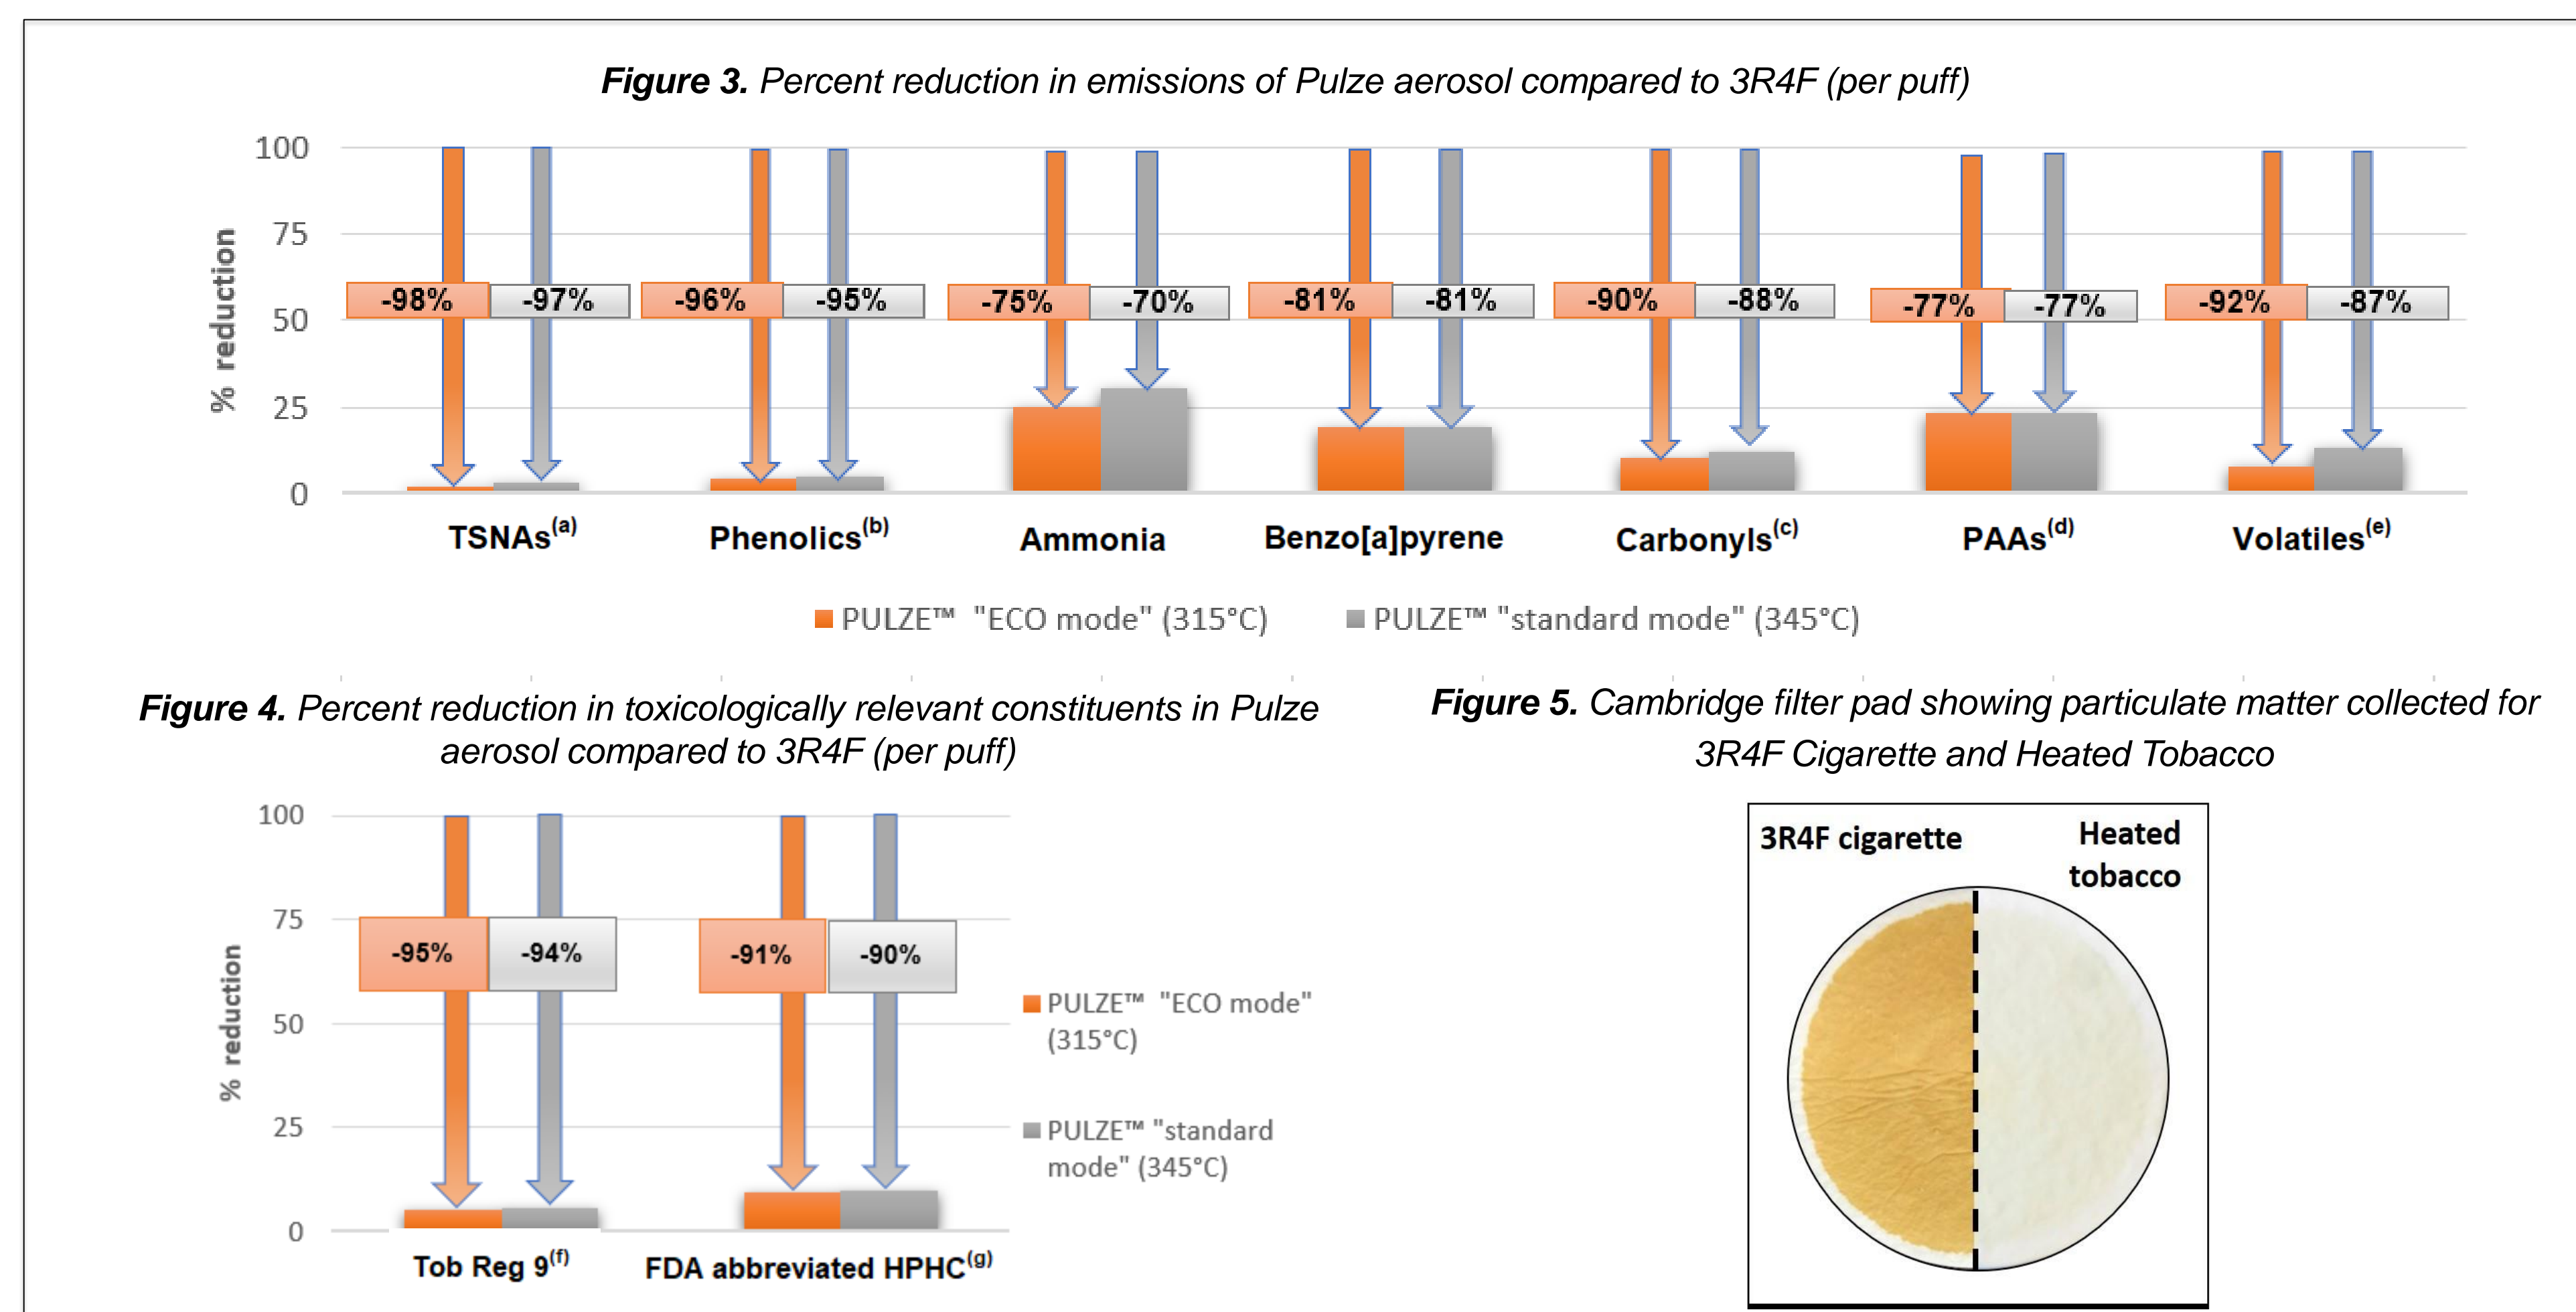 Figure 3. Percent reduction in emissions of Pulze aerosol compared to 3R4F (per puff)
100
75
50
25
0
% reduction
-98% -97% -96% -95% -75% -70% -81% -81% -90% -88% -77% -77% -92% -87%
TSNAs(a) Phenolics(b) Ammonia Benzo[a]pyrene Carbonyls(c) PAAs(d) Volatiles(e)
PULZE™ "ECO mode" (315°C) PULZE™ "standard mode" (345°C)
Figure 4. Percent reduction in toxicologically relevant constituents in Pulze
aerosol compared to 3R4F (per puff)
100
75
50
25
0
% reduction
-95% -94% -91% -90%
Tob Reg 9(f) FDA abbreviated HPHC(g)
PULZE™ "ECO mode"
(315°C)
PULZE™ "standard
mode" (345°C)
Figure 5. Cambridge filter pad showing particulate matter collected for
3R4F Cigarette and Heated Tobacco
3R4F cigarette
Heated
tobacco